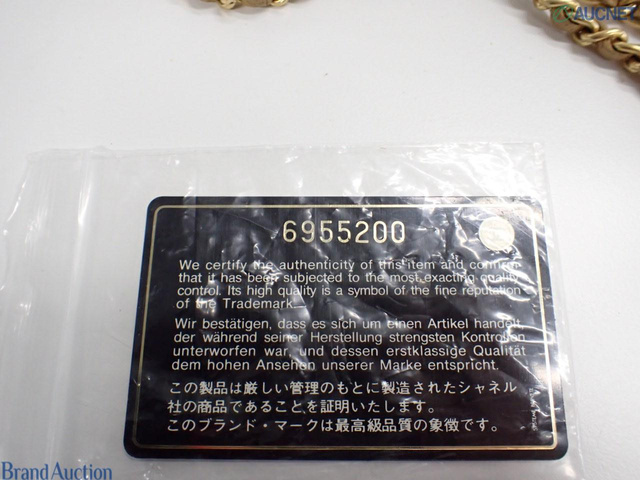 AUCNET
6955200
We certify the authenticity of this item and confirm
that it has been subjected to the most exacting quality
control. Its high quality is a symbol of the fine reputation
of the Trademark.
Wir bestätigen, dass es sich um einen Artikel handelt,
der während seiner Herstellung strengsten Kontrollen
unterworfen war, und dessen erstklassige Qualität
dem hohen Ansehen unserer Marke entspricht.
この製品は厳しい管理のもとに製造されたシャネル
社の商品であることを証明いたします。
このブランド・マークは最高級品質の象徴です。
Brand Auction